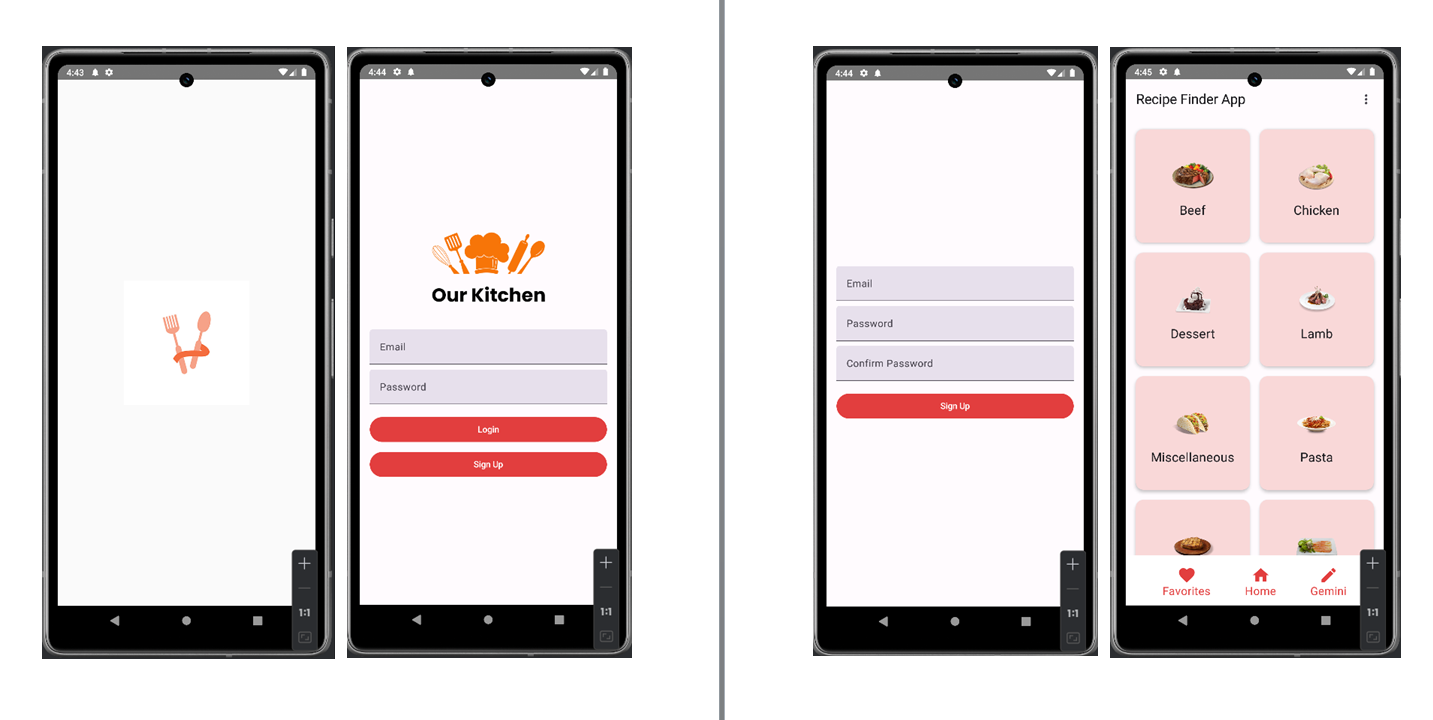 4:43
1:1
4:44
Our Kitchen
Email
Password
Login
Sign Up
1:1
4:44
Email
Password
Confirm Password
Sign Up
1:1
4:45
Recipe Finder App
Beef
Chicken
Dessert
Lamb
Miscellaneous
Pasta
Favorites
Home
Gemini
1:1